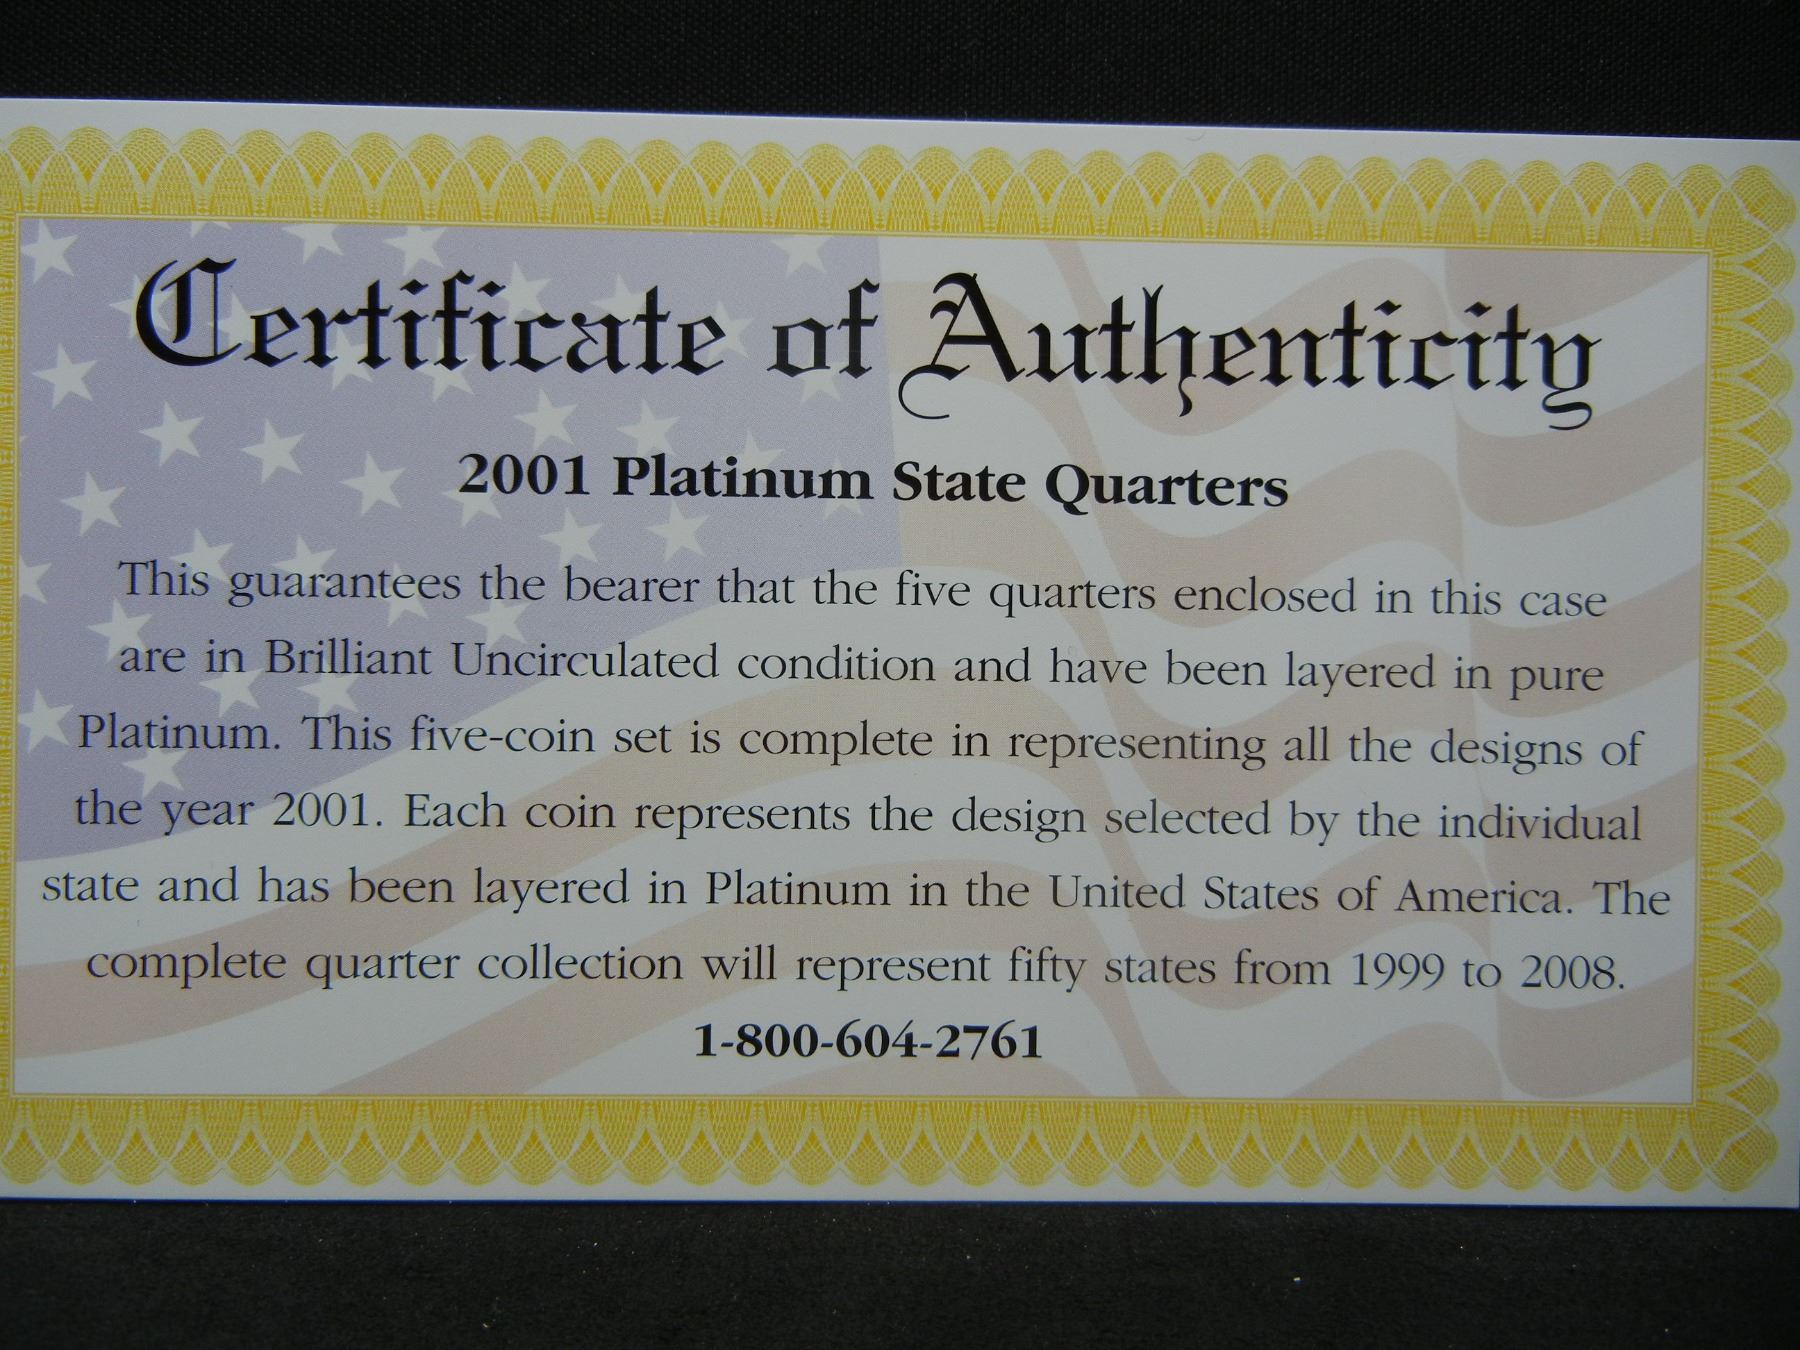 Certificate of Authenticity
2001 Platinum State Quarters
This guarantees the bearer that the five quarters enclosed in this case
are in Brilliant Uncirculated condition and have been layered in pure
Platinum. This five-coin set is complete in representing all the designs of
the year 2001. Each coin represents the design selected by the individual
state and has been layered in Platinum in the United States of America. The
complete quarter collection will represent fifty states from 1999 to 2008.
1-800-604-2761